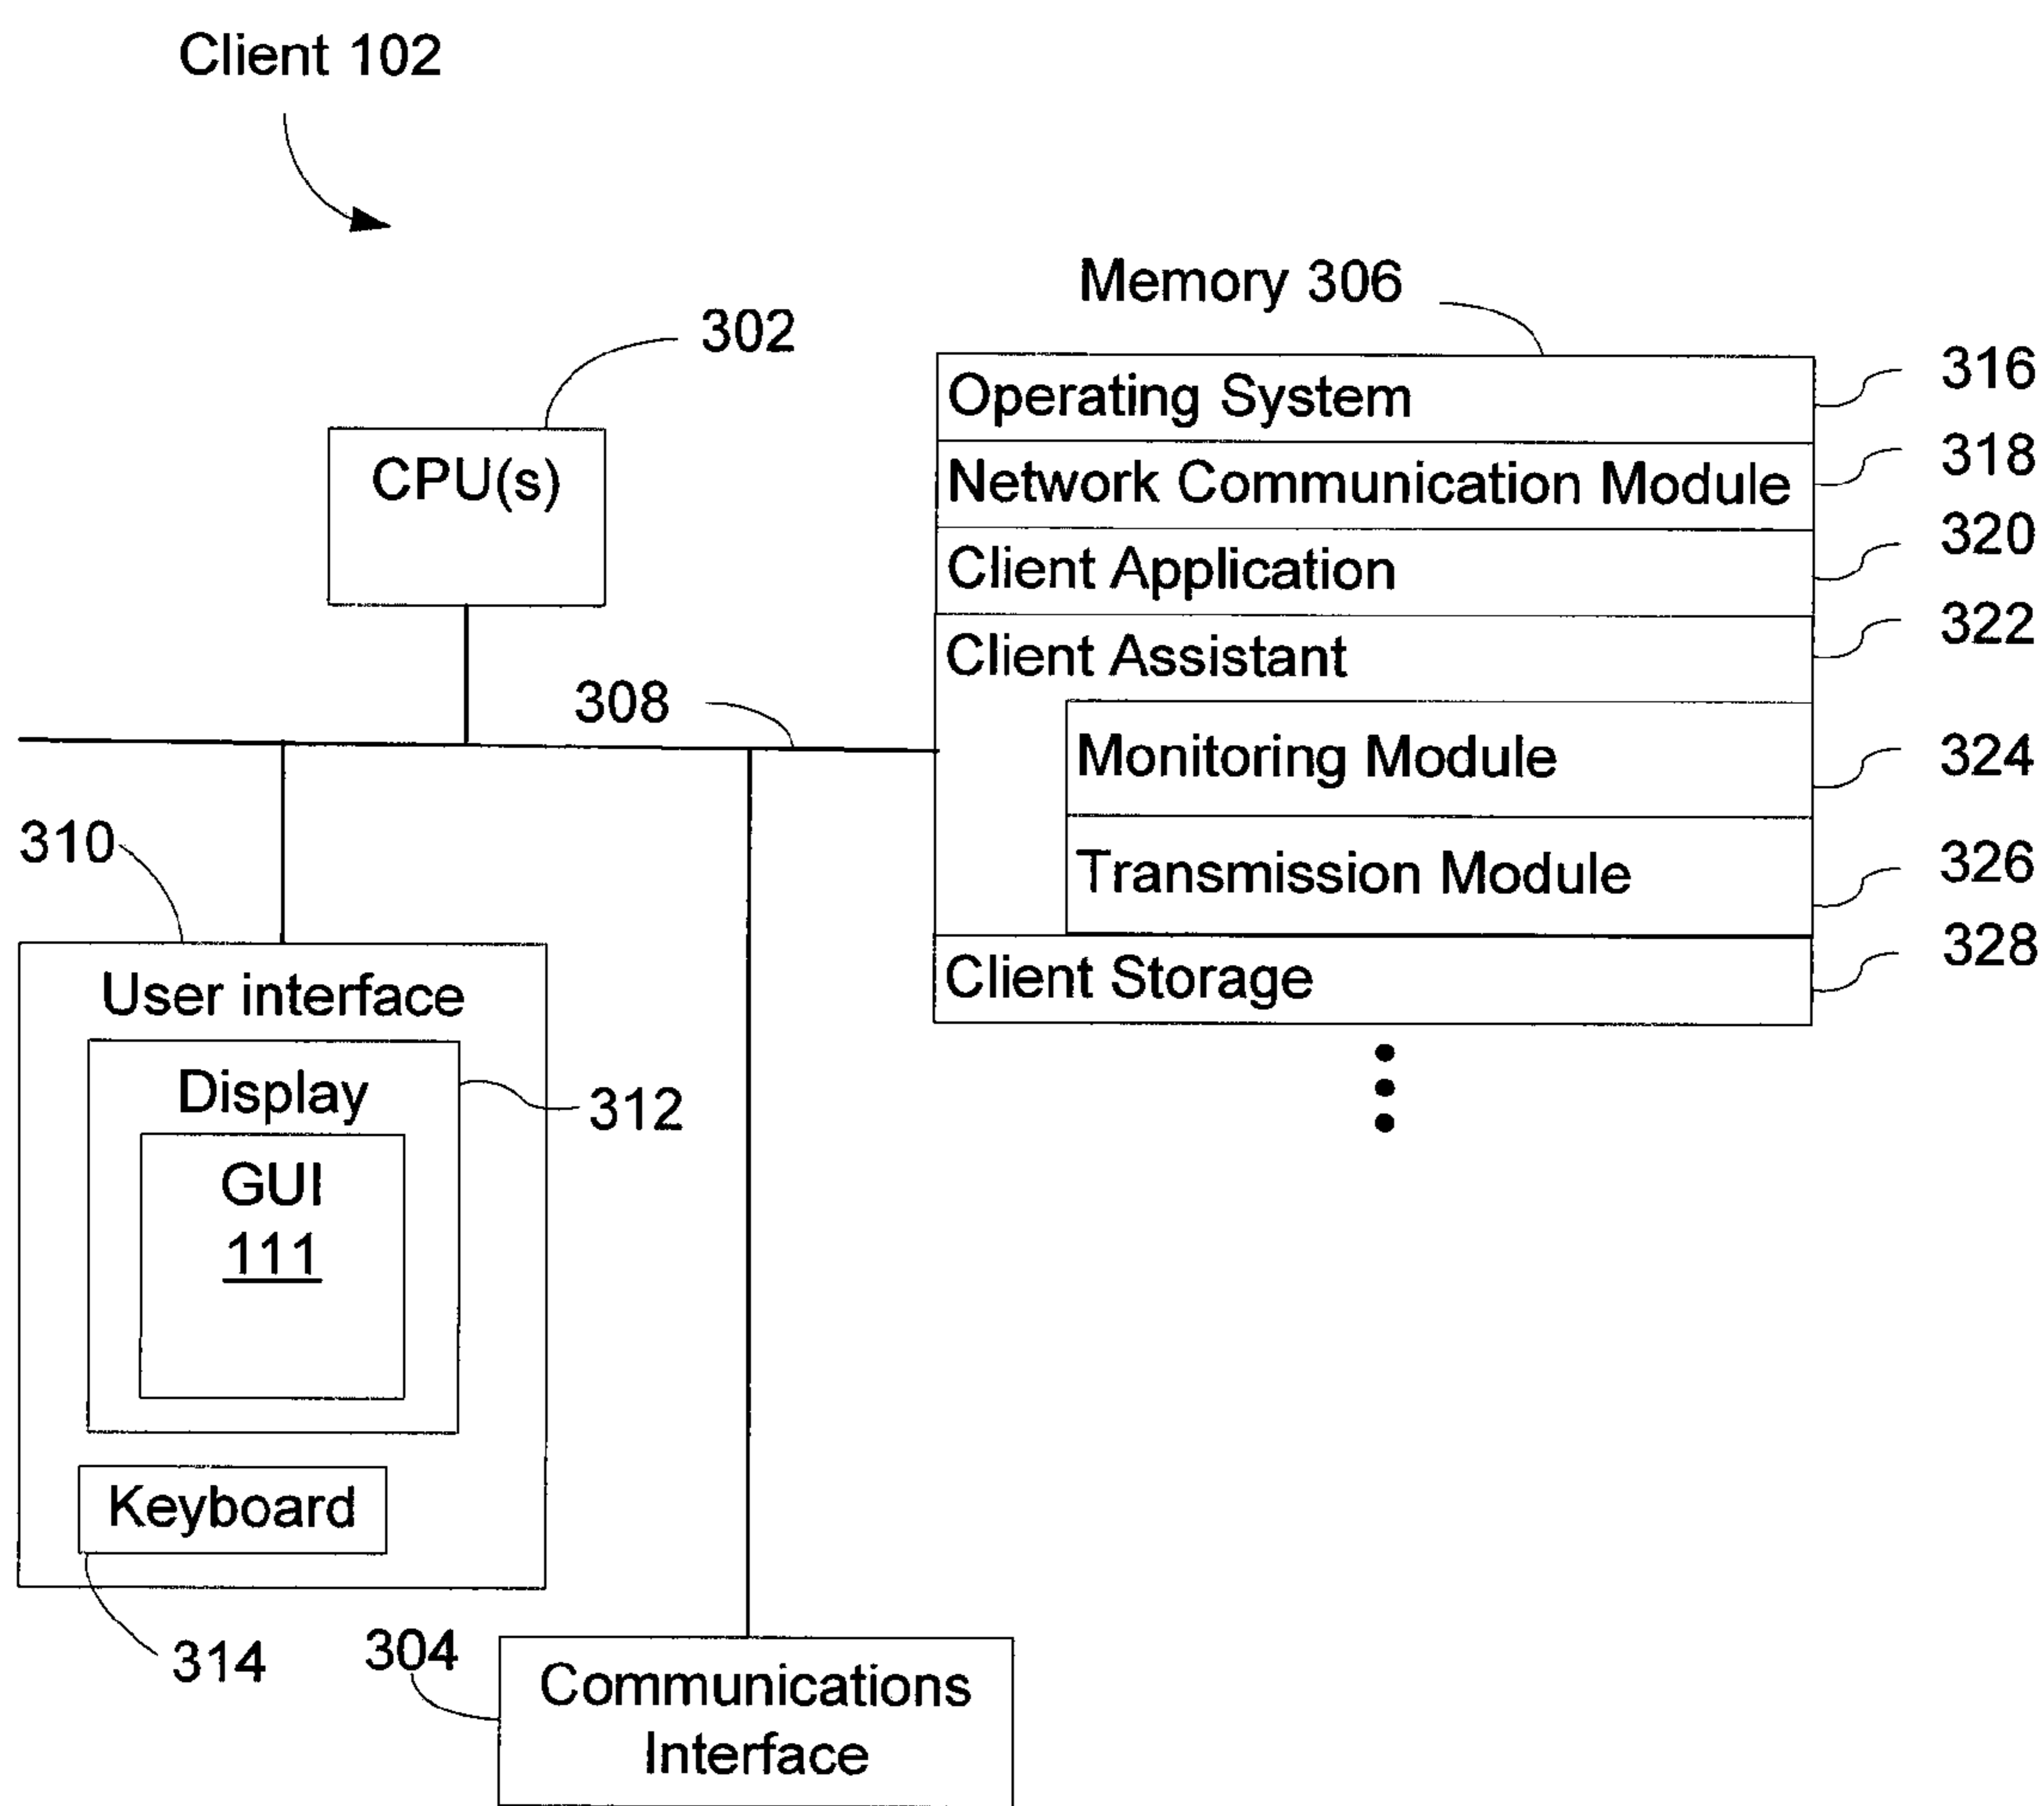 Client 102
Memory 306
302
CPU(s)
Operating System
316
Network Communication Module
318
Client Application
320
Client Assistant
322
308
Monitoring Module
324
Transmission Module
326
Client Storage
328
310
User interface
Display
312
GUI
111
Keyboard
314
304
Communications
Interface